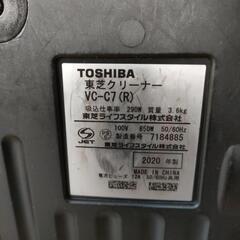 TOSHIBA
東芝クリーナー
VC-C7(R)
吸込仕事率 290W 質量 3.6kg
東芝ライフスタイル株式会社
100V 850W 50/60Hz
製造番号 7184885
JET
東芝ライフスタイル株式会社
2020 年製
MADE IN CHINA